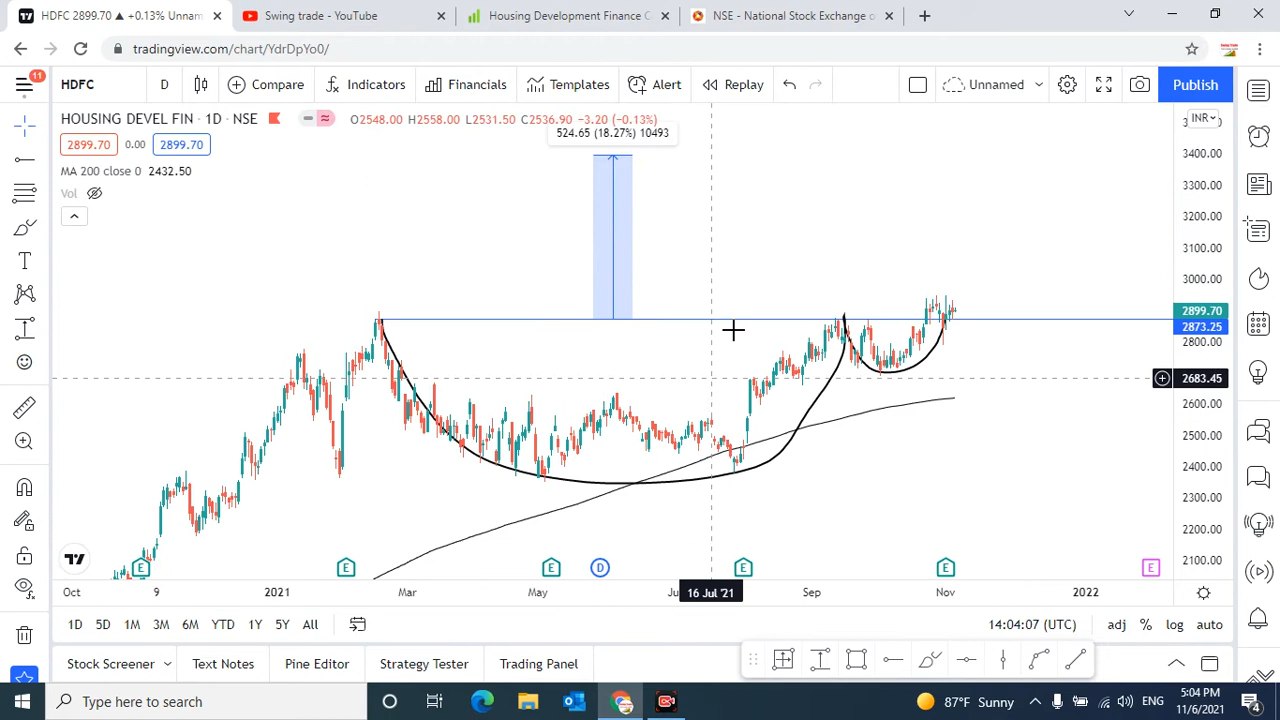 HDFC 2899.70 ▲ +0.13% Unnam
Swing trade - YouTube
Housing Development Finance C
NSE - National Stock Exchange o
tradingview.com/chart/YdrDpYo0/
11
HDFC
D
Compare
Indicators
Financials
Templates
Alert
Replay
Unnamed
Publish
HOUSING DEVEL FIN · 1D · NSE
O2548.00 H2558.00 L2531.50 C2536.90 −3.20 (−0.13%)
INR
524.65 (18.27%) 10493
2899.70 0.00 2899.70
MA 200 close 0 2432.50
Vol
3400.00
3300.00
3200.00
3100.00
3000.00
2899.70
2873.25
2800.00
2683.45
2600.00
2500.00
2400.00
2300.00
2200.00
2100.00
E E E D E E E
Oct 9 2021 Mar May Ju 16 Jul '21 Sep Nov 2022
1D 5D 1M 3M 6M YTD 1Y 5Y All
14:04:07 (UTC) adj % log auto
Stock Screener Text Notes Pine Editor Strategy Tester Trading Panel
Type here to search
87°F Sunny
ENG
5:04 PM
11/6/2021
4